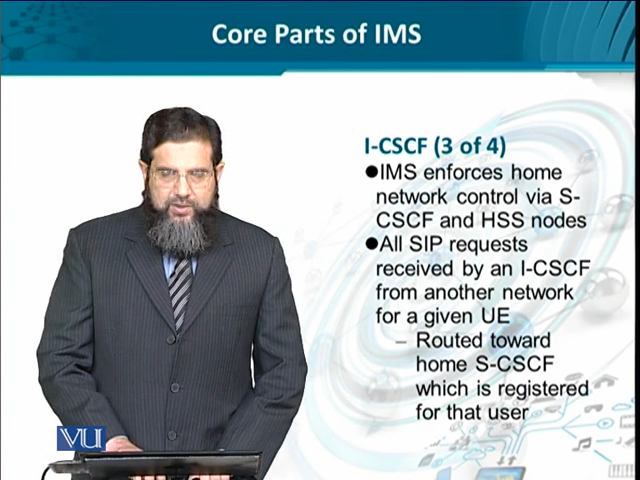 Core Parts of IMS
I-CSCF (3 of 4)
●IMS enforces home
network control via S-
CSCF and HSS nodes
●All SIP requests
received by an I-CSCF
from another network
for a given UE
– Routed toward
home S-CSCF
which is registered
for that user
VU